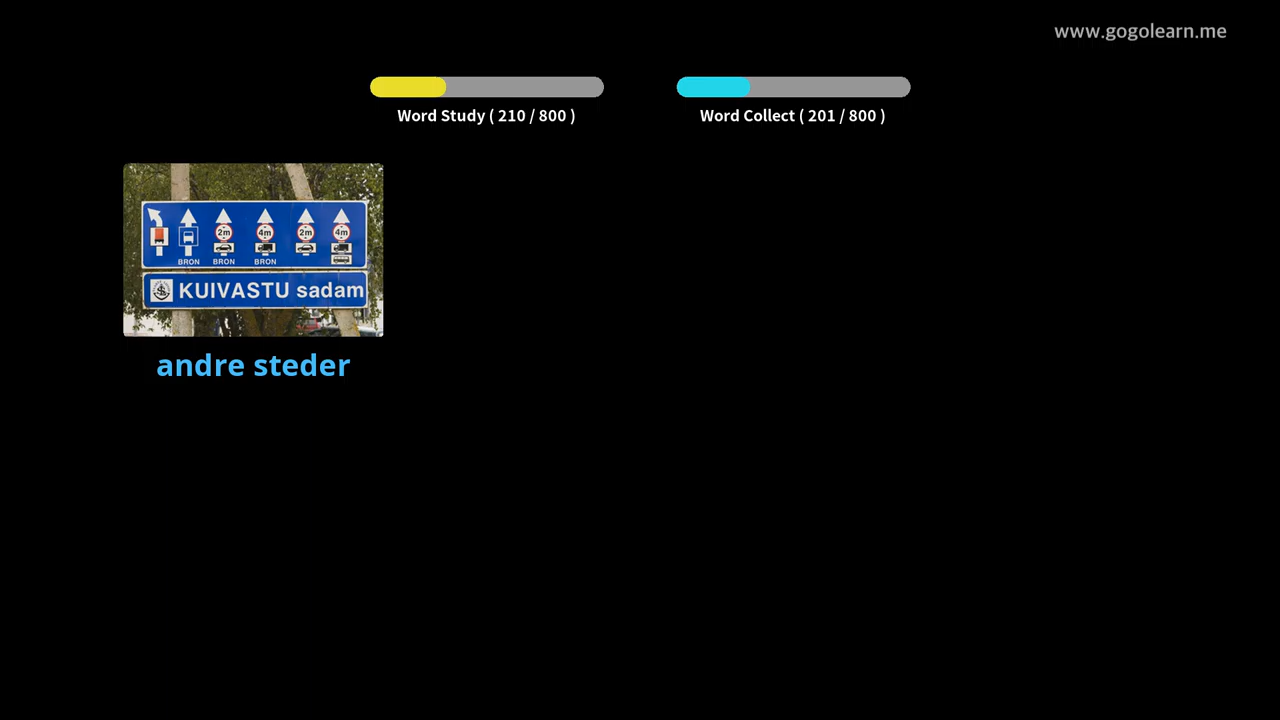 www.gogolearn.me
Word Study ( 210 / 800 )
Word Collect ( 201 / 800 )
2m 4m 2m 4m
BRON BRON BRON
KUIVASTU sadam
andre steder